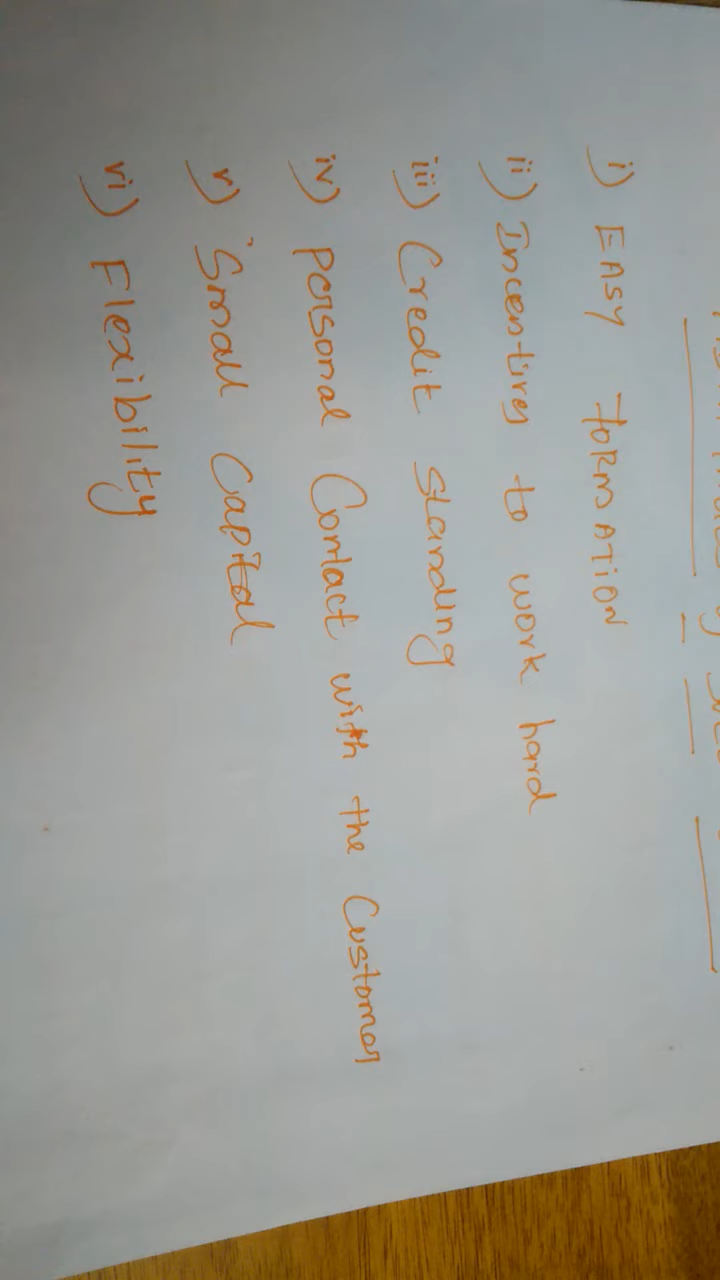 i) EASY FORMATION
ii) Incentives to work hard
iii) Credit standing
iv) Personal Contact with the Customer
v) Small Capital
vi) Flexibility